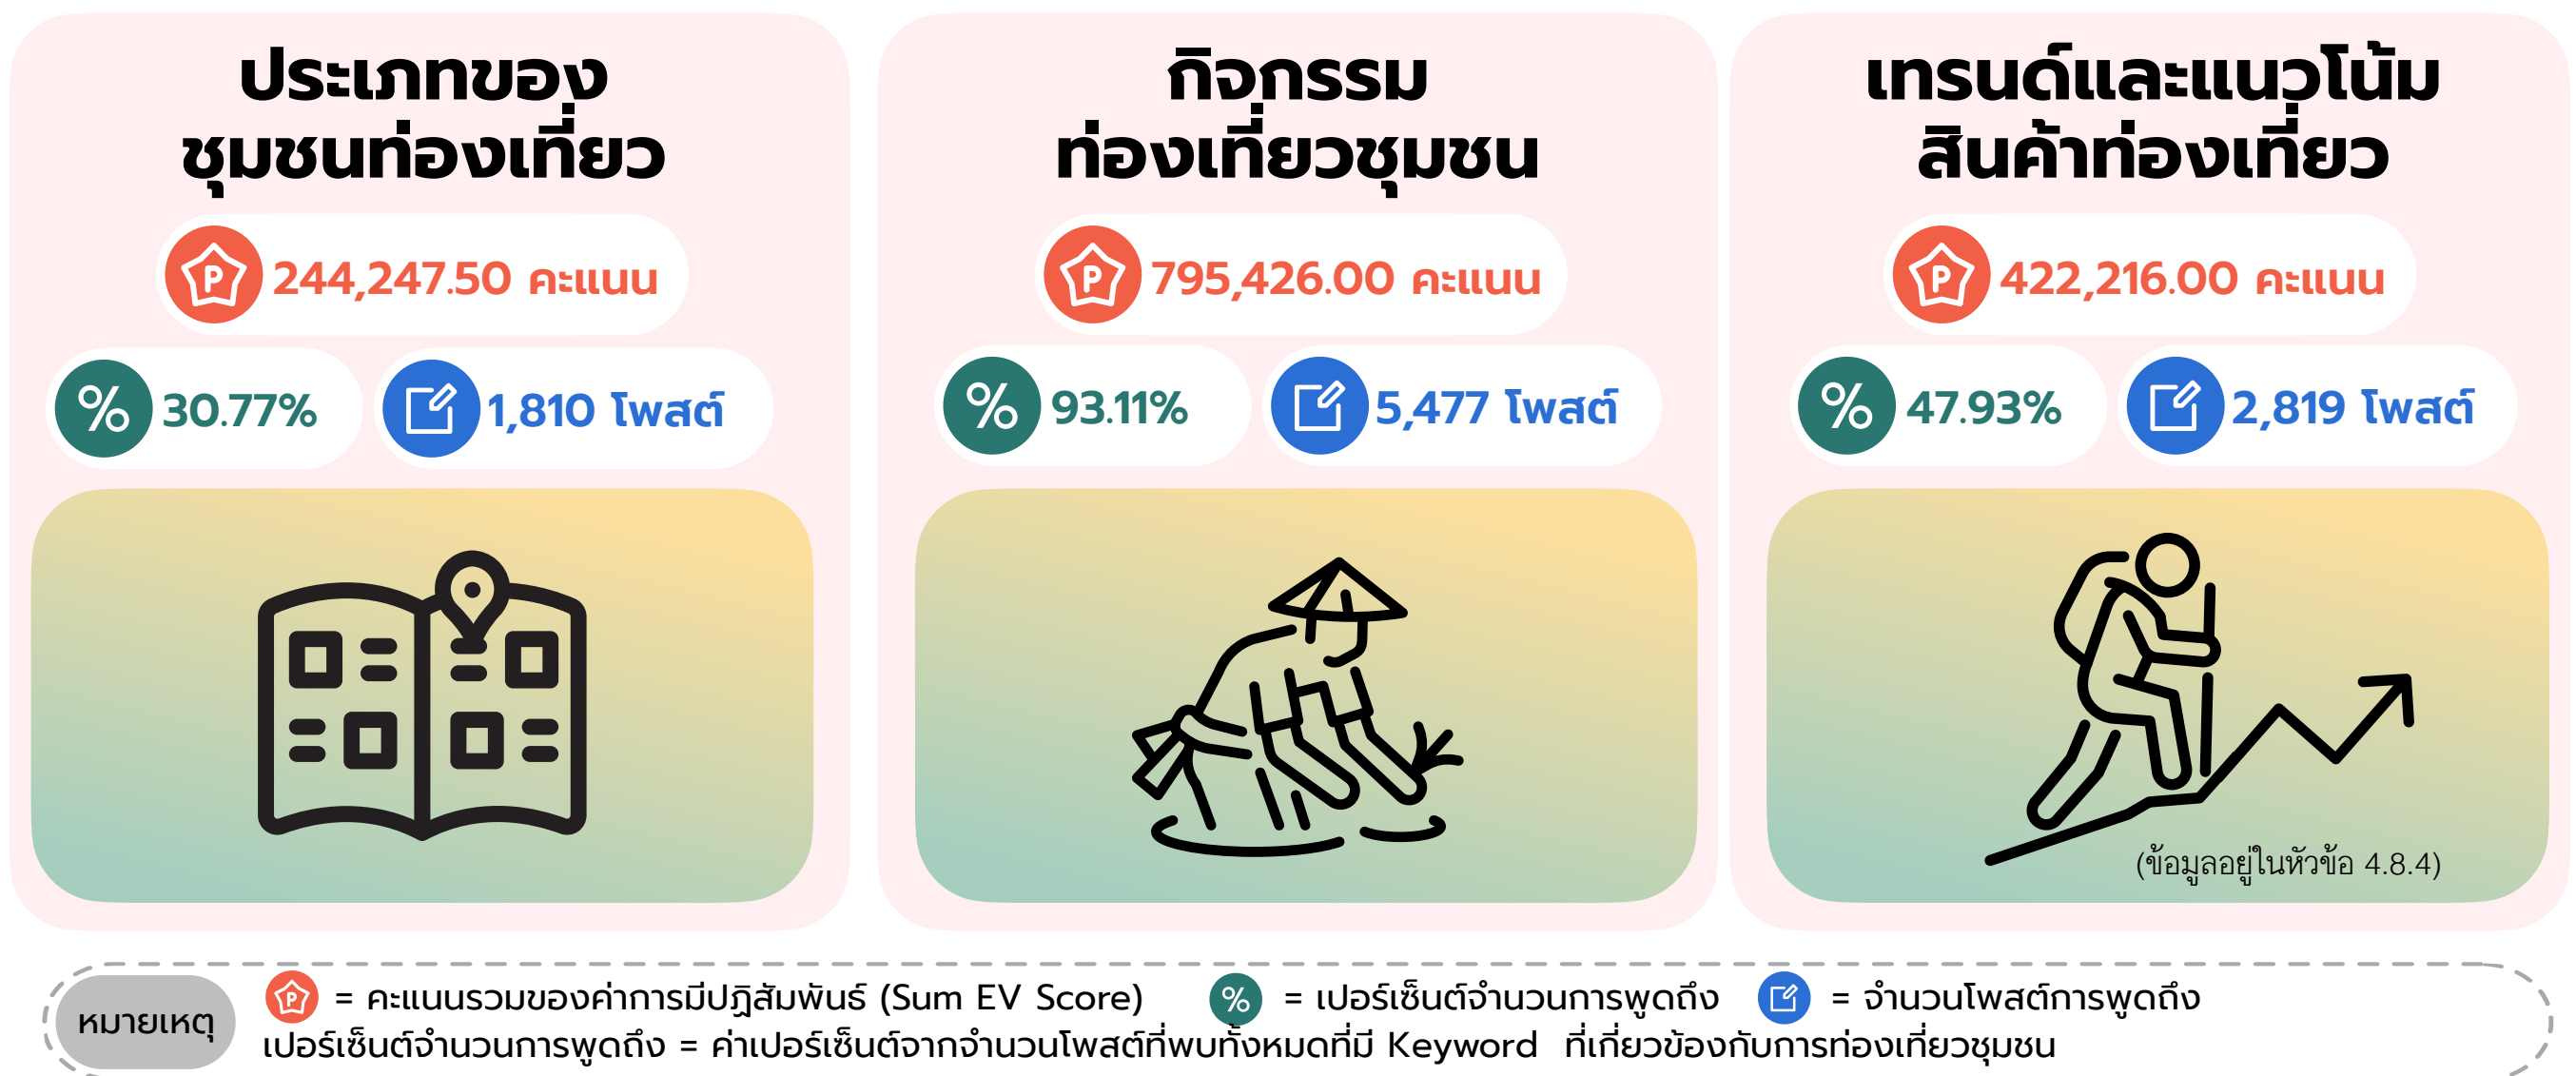 ประเภทของ
ชุมชนท่องเที่ยว
P 244,247.50 คะแนน
% 30.77%
1,810 โพสต์
กิจกรรม
ท่องเที่ยวชุมชน
P 795,426.00 คะแนน
% 93.11%
5,477 โพสต์
เทรนด์และแนวโน้ม
สินค้าท่องเที่ยว
P 422,216.00 คะแนน
% 47.93%
2,819 โพสต์
(ข้อมูลอยู่ในหัวข้อ 4.8.4)
หมายเหตุ
P = คะแนนรวมของค่าการมีปฏิสัมพันธ์ (Sum EV Score) % = เปอร์เซ็นต์จำนวนการพูดถึง = จำนวนโพสต์การพูดถึง
เปอร์เซ็นต์จำนวนการพูดถึง = ค่าเปอร์เซ็นต์จากจำนวนโพสต์ที่พบทั้งหมดที่มี Keyword ที่เกี่ยวข้องกับการท่องเที่ยวชุมชน